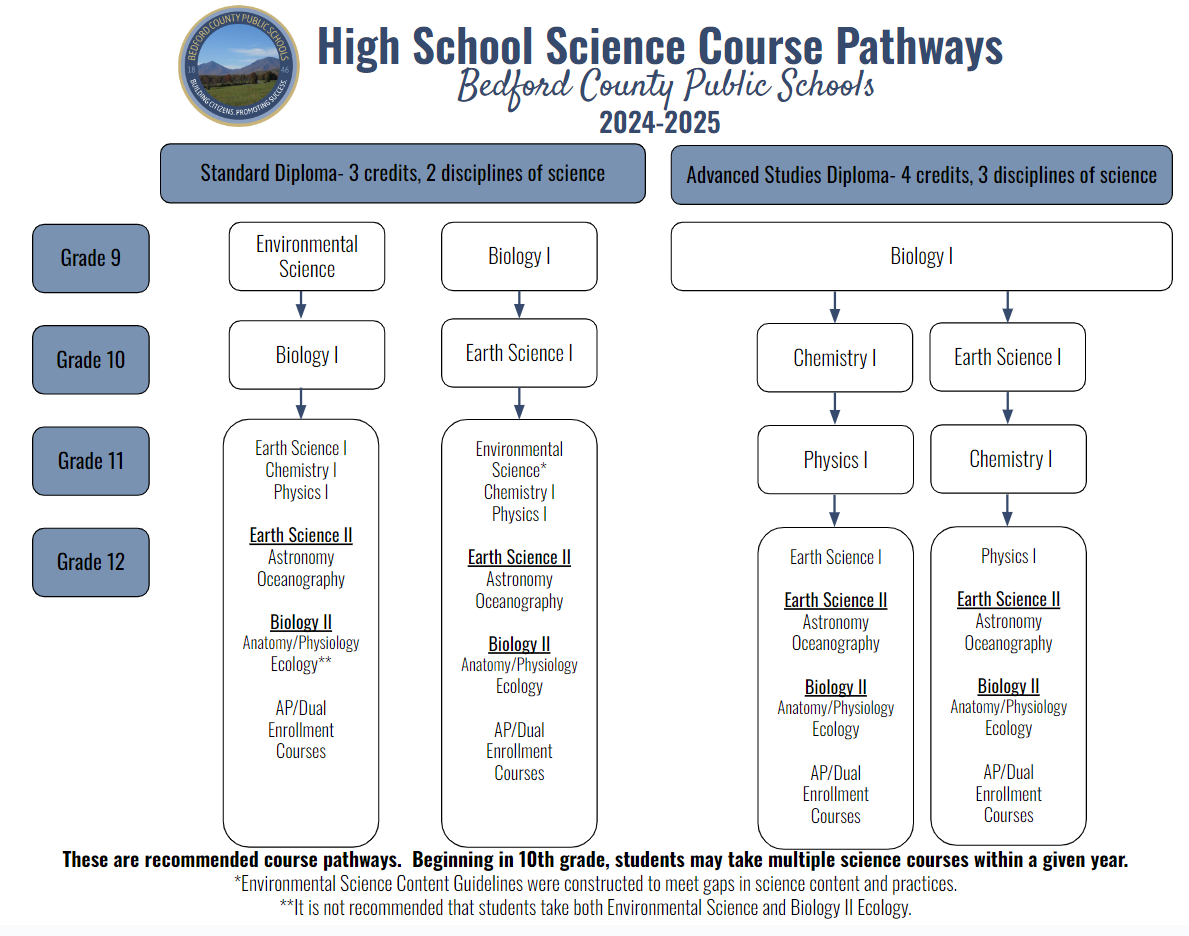 BEDFORD COUNTY PUBLIC SCHOOLS
18 46
BUILDING CITIZENS, PROMOTING SUCCESS.
High School Science Course Pathways
Bedford County Public Schools
2024-2025
Standard Diploma- 3 credits, 2 disciplines of science
Advanced Studies Diploma- 4 credits, 3 disciplines of science
Grade 9
Grade 10
Grade 11
Grade 12
Environmental
Science
Biology I
Earth Science I
Chemistry I
Physics I
Earth Science II
Astronomy
Oceanography
Biology II
Anatomy/Physiology
Ecology**
AP/Dual
Enrollment
Courses
Biology I
Earth Science I
Environmental
Science*
Chemistry I
Physics I
Earth Science II
Astronomy
Oceanography
Biology II
Anatomy/Physiology
Ecology
AP/Dual
Enrollment
Courses
Biology I
Chemistry I
Physics I
Earth Science I
Earth Science II
Astronomy
Oceanography
Biology II
Anatomy/Physiology
Ecology
AP/Dual
Enrollment
Courses
Earth Science I
Chemistry I
Physics I
Earth Science II
Astronomy
Oceanography
Biology II
Anatomy/Physiology
Ecology
AP/Dual
Enrollment
Courses
These are recommended course pathways. Beginning in 10th grade, students may take multiple science courses within a given year.
*Environmental Science Content Guidelines were constructed to meet gaps in science content and practices.
**It is not recommended that students take both Environmental Science and Biology II Ecology.